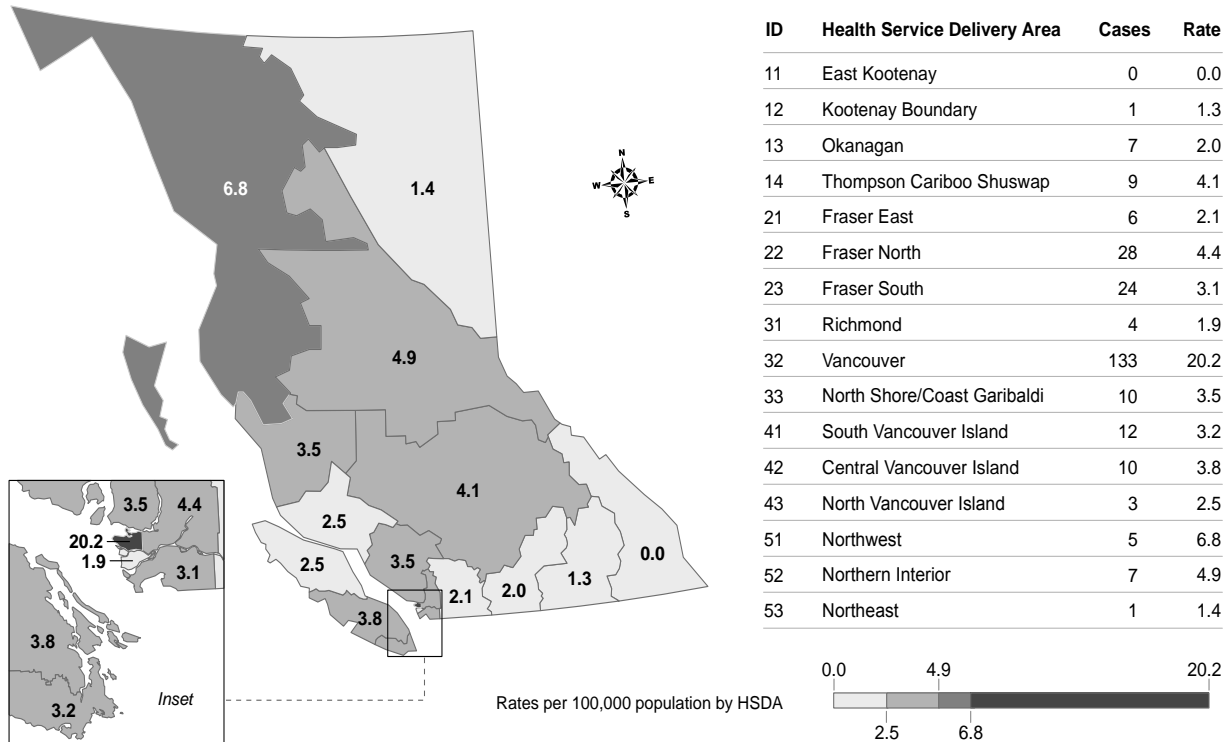 ID Health Service Delivery Area Cases Rate
11 East Kootenay 0 0.0
12 Kootenay Boundary 1 1.3
13 Okanagan 7 2.0
14 Thompson Cariboo Shuswap 9 4.1
21 Fraser East 6 2.1
22 Fraser North 28 4.4
23 Fraser South 24 3.1
31 Richmond 4 1.9
32 Vancouver 133 20.2
33 North Shore/Coast Garibaldi 10 3.5
41 South Vancouver Island 12 3.2
42 Central Vancouver Island 10 3.8
43 North Vancouver Island 3 2.5
51 Northwest 5 6.8
52 Northern Interior 7 4.9
53 Northeast 1 1.4
N
W E
S
6.8
1.4
4.9
3.5
4.1
2.5
2.5
3.5
0.0
1.3
2.0
2.1
3.8
3.5 4.4
20.2
1.9
3.1
3.8
3.2
Inset
Rates per 100,000 population by HSDA
0.0 4.9 20.2
2.5 6.8